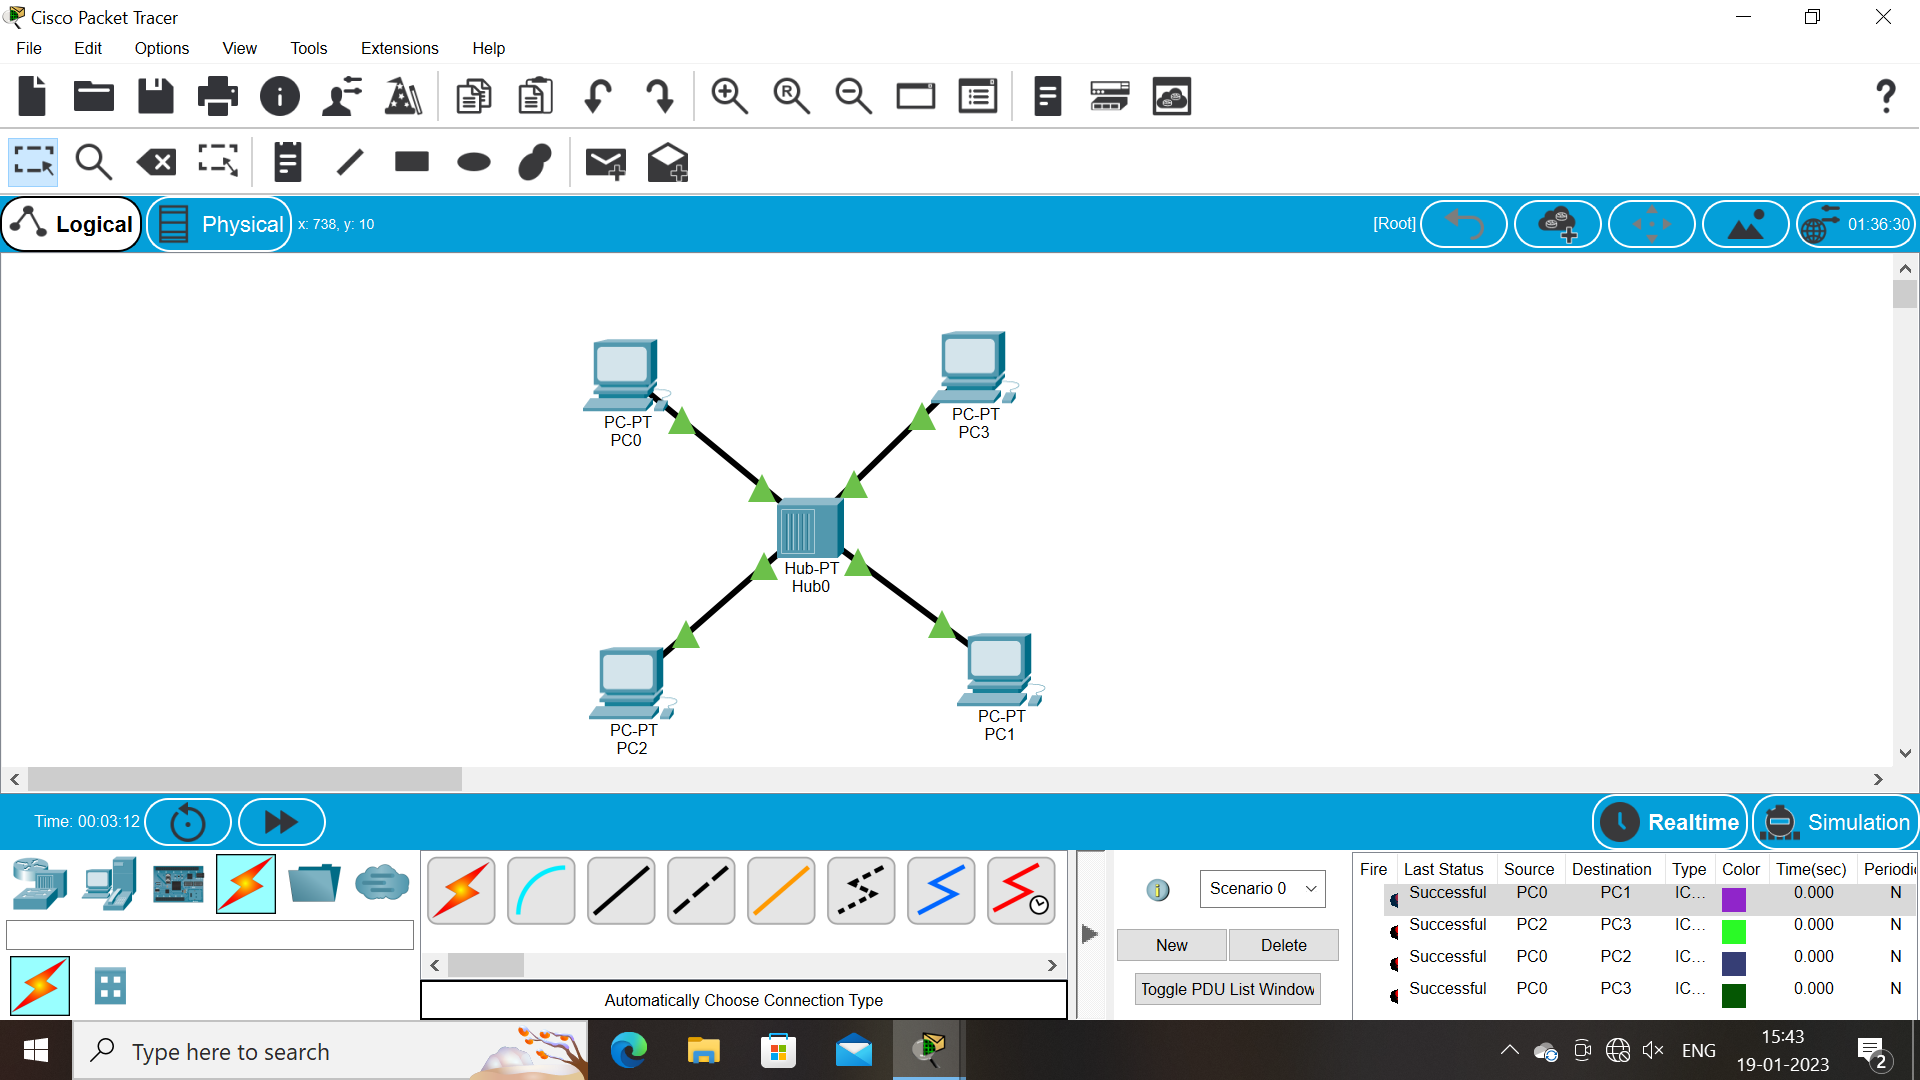 Cisco Packet Tracer
File Edit Options View Tools Extensions Help
Logical Physical x: 738, y: 10 [Root] 01:36:30
PC-PT
PC0
PC-PT
PC3
Hub-PT
Hub0
PC-PT
PC2
PC-PT
PC1
Time: 00:03:12 Realtime Simulation
Scenario 0
New Delete
Toggle PDU List Window
Automatically Choose Connection Type
Fire Last Status Source Destination Type Color Time(sec) Periodic
Successful PC0 PC1 IC... 0.000 N
Successful PC2 PC3 IC... 0.000 N
Successful PC0 PC2 IC... 0.000 N
Successful PC0 PC3 IC... 0.000 N
Type here to search
ENG
15:43
19-01-2023
2